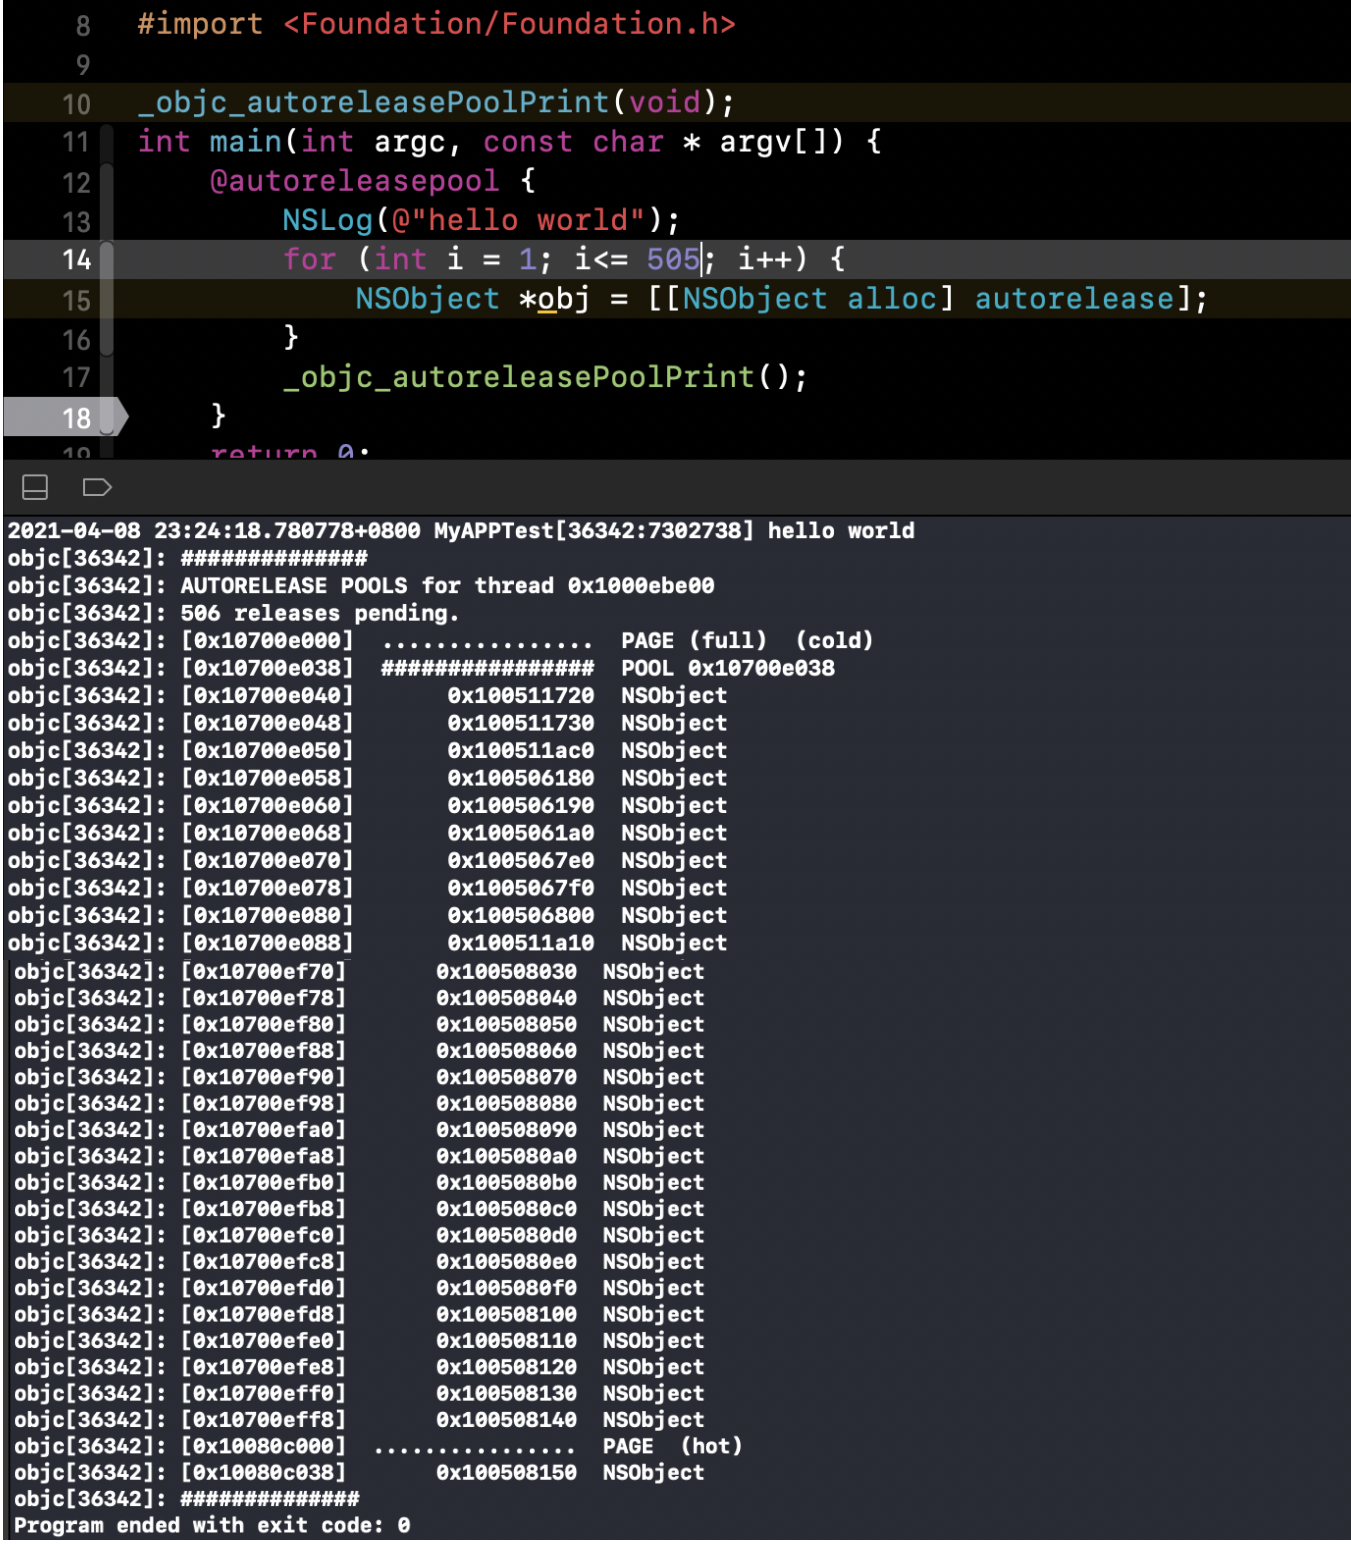 8 #import <Foundation/Foundation.h>
9
10 _objc_autoreleasePoolPrint(void);
11 int main(int argc, const char * argv[]) {
12 @autoreleasepool {
13 NSLog(@"hello world");
14 for (int i = 1; i<= 505; i++) {
15 NSObject *obj = [[NSObject alloc] autorelease];
16 }
17 _objc_autoreleasePoolPrint();
18 }
19 return 0;
2021-04-08 23:24:18.780778+0800 MyAPPTest[36342:7302738] hello world
objc[36342]: ##############
objc[36342]: AUTORELEASE POOLS for thread 0x1000ebe00
objc[36342]: 506 releases pending.
objc[36342]: [0x10700e000] ................ PAGE (full) (cold)
objc[36342]: [0x10700e038] ################ POOL 0x10700e038
objc[36342]: [0x10700e040] 0x100511720 NSObject
objc[36342]: [0x10700e048] 0x100511730 NSObject
objc[36342]: [0x10700e050] 0x100511ac0 NSObject
objc[36342]: [0x10700e058] 0x100506180 NSObject
objc[36342]: [0x10700e060] 0x100506190 NSObject
objc[36342]: [0x10700e068] 0x1005061a0 NSObject
objc[36342]: [0x10700e070] 0x1005067e0 NSObject
objc[36342]: [0x10700e078] 0x1005067f0 NSObject
objc[36342]: [0x10700e080] 0x100506800 NSObject
objc[36342]: [0x10700e088] 0x100511a10 NSObject
objc[36342]: [0x10700ef70] 0x100508030 NSObject
objc[36342]: [0x10700ef78] 0x100508040 NSObject
objc[36342]: [0x10700ef80] 0x100508050 NSObject
objc[36342]: [0x10700ef88] 0x100508060 NSObject
objc[36342]: [0x10700ef90] 0x100508070 NSObject
objc[36342]: [0x10700ef98] 0x100508080 NSObject
objc[36342]: [0x10700efa0] 0x100508090 NSObject
objc[36342]: [0x10700efa8] 0x1005080a0 NSObject
objc[36342]: [0x10700efb0] 0x1005080b0 NSObject
objc[36342]: [0x10700efb8] 0x1005080c0 NSObject
objc[36342]: [0x10700efc0] 0x1005080d0 NSObject
objc[36342]: [0x10700efc8] 0x1005080e0 NSObject
objc[36342]: [0x10700efd0] 0x1005080f0 NSObject
objc[36342]: [0x10700efd8] 0x100508100 NSObject
objc[36342]: [0x10700efe0] 0x100508110 NSObject
objc[36342]: [0x10700efe8] 0x100508120 NSObject
objc[36342]: [0x10700eff0] 0x100508130 NSObject
objc[36342]: [0x10700eff8] 0x100508140 NSObject
objc[36342]: [0x10080c000] ................ PAGE (hot)
objc[36342]: [0x10080c038] 0x100508150 NSObject
objc[36342]: ##############
Program ended with exit code: 0